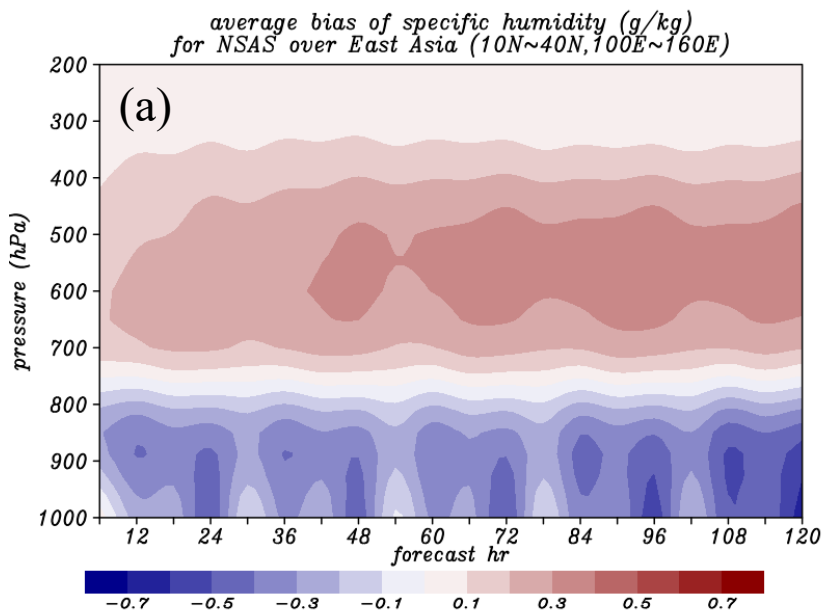 average bias of specific humidity (g/kg)
for NSAS over East Asia (10N~40N,100E~160E)
(a)
pressure (hPa)
200
300
400
500
600
700
800
900
1000
12 24 36 48 60 72 84 96 108 120
forecast hr
−0.7 −0.5 −0.3 −0.1 0.1 0.3 0.5 0.7